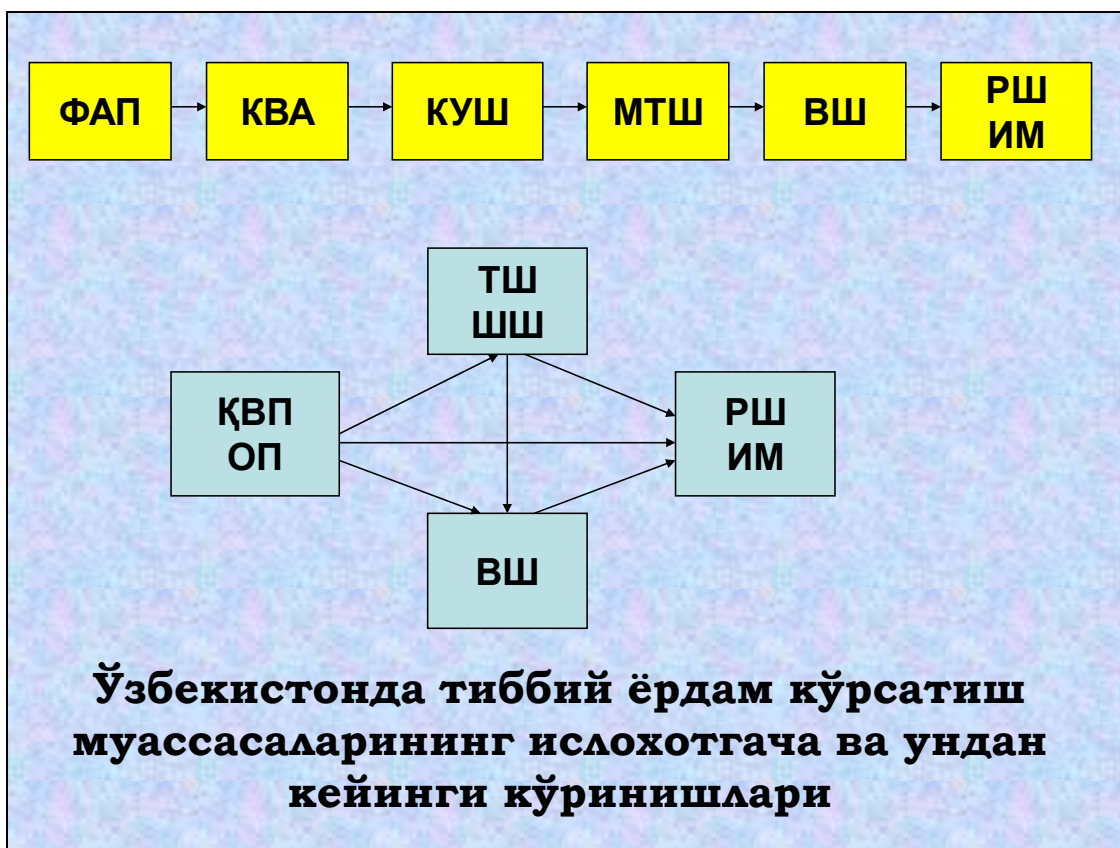 ФАП
КВА
КУШ
МТШ
ВШ
РШ
ИМ
ТШ
ШШ
ҚВП
ОП
РШ
ИМ
ВШ
Ўзбекистонда тиббий ёрдам кўрсатиш
муассасаларининг ислохотгача ва ундан
кейинги кўринишлари